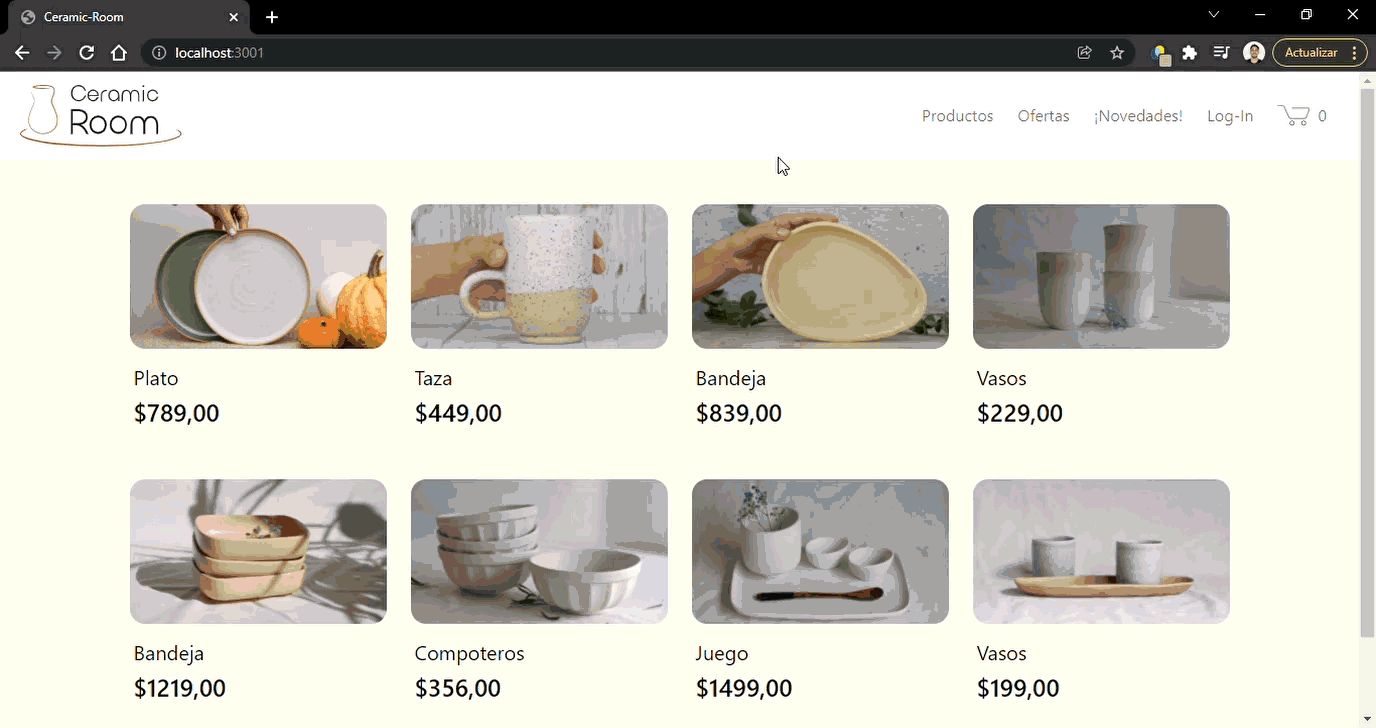 Ceramic-Room
localhost:3001
Actualizar
Ceramic
Room
Productos Ofertas ¡Novedades! Log-In 0
Plato Taza Bandeja Vasos
$789,00 $449,00 $839,00 $229,00
Bandeja Compoteros Juego Vasos
$1219,00 $356,00 $1499,00 $199,00